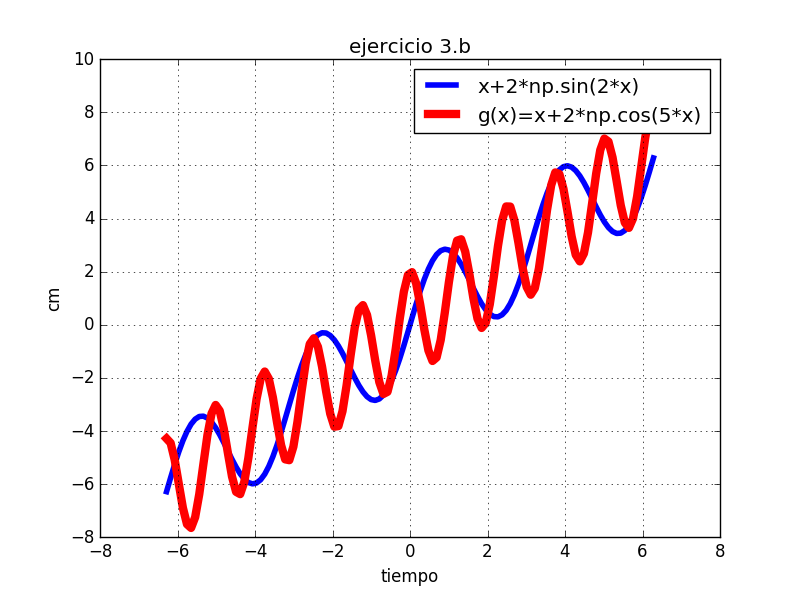 ejercicio 3.b
x+2*np.sin(2*x)
g(x)=x+2*np.cos(5*x)
10
8
6
4
2
0
−2
−4
−6
−8
cm
−8 −6 −4 −2 0 2 4 6 8
tiempo